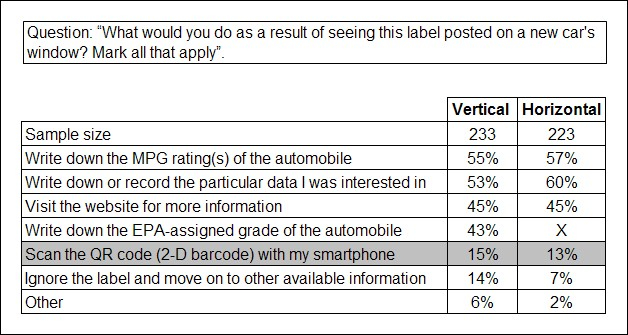 Question: “What would you do as a result of seeing this label posted on a new car's
window? Mark all that apply”.
Vertical Horizontal
Sample size 233 223
Write down the MPG rating(s) of the automobile 55% 57%
Write down or record the particular data I was interested in 53% 60%
Visit the website for more information 45% 45%
Write down the EPA-assigned grade of the automobile 43% X
Scan the QR code (2-D barcode) with my smartphone 15% 13%
Ignore the label and move on to other available information 14% 7%
Other 6% 2%